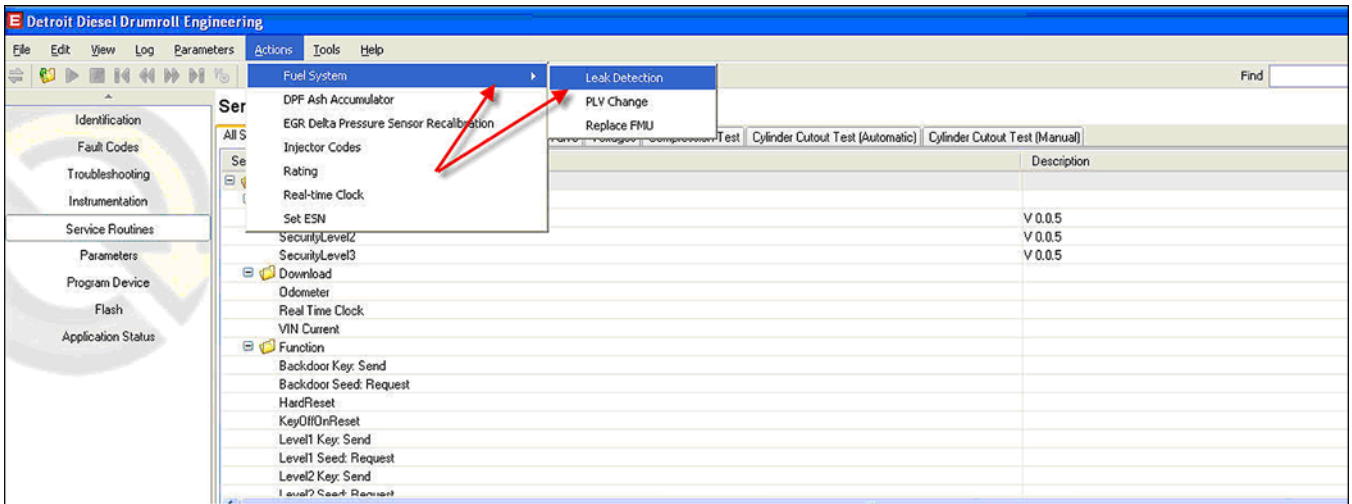 E Detroit Diesel Drumroll Engineering
File Edit View Log Parameters Actions Tools Help
Find
Fuel System
Leak Detection
DPF Ash Accumulator
PLV Change
EGR Delta Pressure Sensor Recalibration
Replace FMU
Injector Codes
Rating
Real-time Clock
Set ESN
Identification
Fault Codes
Troubleshooting
Instrumentation
Service Routines
Parameters
Program Device
Flash
Application Status
Ser
All S
Test Cylinder Cutout Test (Automatic) Cylinder Cutout Test (Manual)
Se Description
V 0.0.5
SecurityLevel2 V 0.0.5
SecurityLevel3 V 0.0.5
Download
Odometer
Real Time Clock
VIN Current
Function
Backdoor Key: Send
Backdoor Seed: Request
HardReset
KeyOffOnReset
Level1 Key: Send
Level1 Seed: Request
Level2 Key: Send
Level2 Seed: Request